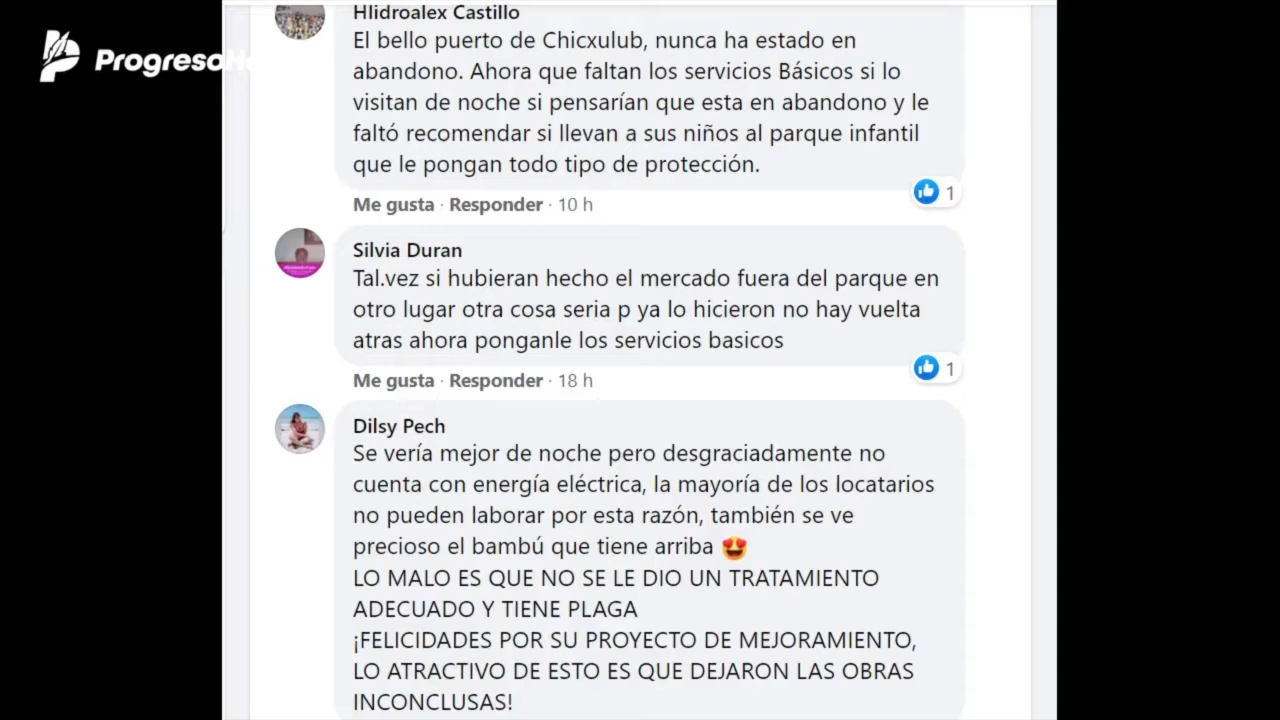 ProgresoH
Hlidroalex Castillo
El bello puerto de Chicxulub, nunca ha estado en
abandono. Ahora que faltan los servicios Básicos si lo
visitan de noche si pensarían que esta en abandono y le
faltó recomendar si llevan a sus niños al parque infantil
que le pongan todo tipo de protección.
1
Me gusta · Responder · 10 h
Silvia Duran
Tal.vez si hubieran hecho el mercado fuera del parque en
otro lugar otra cosa seria p ya lo hicieron no hay vuelta
atras ahora ponganle los servicios basicos
1
Me gusta · Responder · 18 h
Dilsy Pech
Se vería mejor de noche pero desgraciadamente no
cuenta con energía eléctrica, la mayoría de los locatarios
no pueden laborar por esta razón, también se ve
precioso el bambú que tiene arriba 😍
LO MALO ES QUE NO SE LE DIO UN TRATAMIENTO
ADECUADO Y TIENE PLAGA
¡FELICIDADES POR SU PROYECTO DE MEJORAMIENTO,
LO ATRACTIVO DE ESTO ES QUE DEJARON LAS OBRAS
INCONCLUSAS!